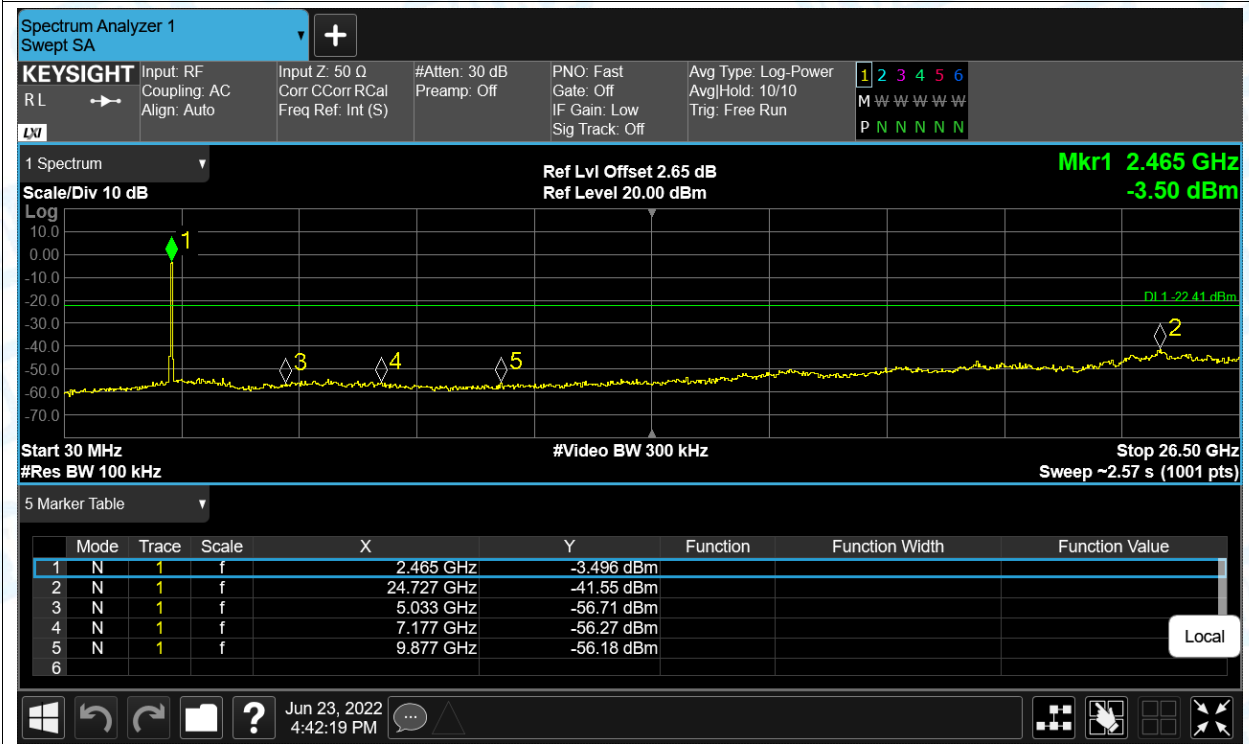 Spectrum Analyzer 1
Swept SA
KEYSIGHT
R L
LXI
Input: RF
Coupling: AC
Align: Auto
Input Z: 50 Ω
Corr CCorr RCal
Freq Ref: Int (S)
#Atten: 30 dB
Preamp: Off
PNO: Fast
Gate: Off
IF Gain: Low
Sig Track: Off
Avg Type: Log-Power
Avg|Hold: 10/10
Trig: Free Run
1 2 3 4 5 6
M W W W W W
P N N N N N
1 Spectrum
Scale/Div 10 dB
Ref Lvl Offset 2.65 dB
Ref Level 20.00 dBm
Mkr1 2.465 GHz
-3.50 dBm
Log
10.0
0.00
-10.0
-20.0
-30.0
-40.0
-50.0
-60.0
-70.0
1
DL1 -22.41 dBm
2
3
4
5
Start 30 MHz
#Res BW 100 kHz
#Video BW 300 kHz
Stop 26.50 GHz
Sweep ~2.57 s (1001 pts)
5 Marker Table
Mode Trace Scale X Y Function Function Width Function Value
1 N 1 f 2.465 GHz -3.496 dBm
2 N 1 f 24.727 GHz -41.55 dBm
3 N 1 f 5.033 GHz -56.71 dBm
4 N 1 f 7.177 GHz -56.27 dBm
5 N 1 f 9.877 GHz -56.18 dBm
6
Local
?
Jun 23, 2022
4:42:19 PM